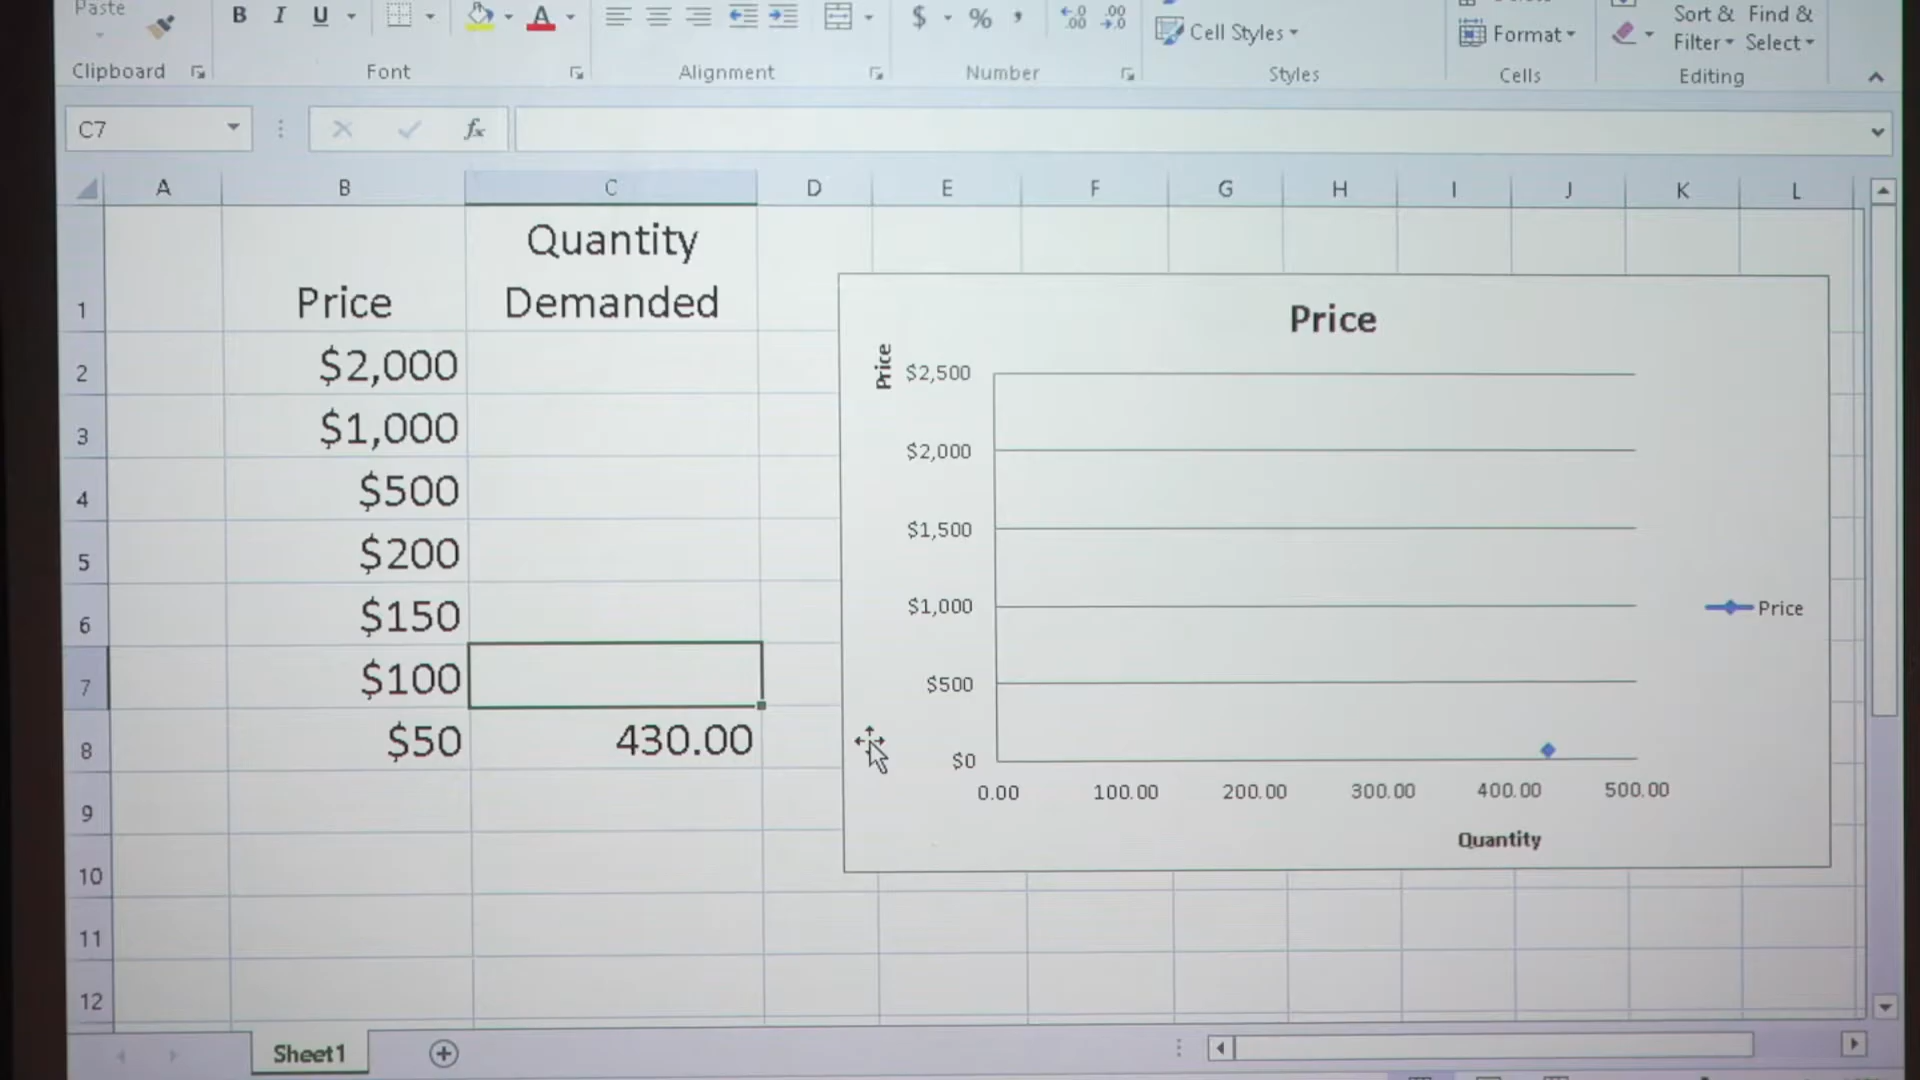 Paste
B I U A $ % , .00 .00
Cell Styles
Format
Sort & Find &
Filter Select
Clipboard Font Alignment Number Styles Cells Editing
C7 fx
A B C D E F G H I J K L
1 Price Quantity
Demanded
2 $2,000
3 $1,000
4 $500
5 $200
6 $150
7 $100
8 $50 430.00
9
10
11
12
Price
Price
$2,500
$2,000
$1,500
$1,000
$500
$0
0.00 100.00 200.00 300.00 400.00 500.00
Quantity
Price
Sheet1